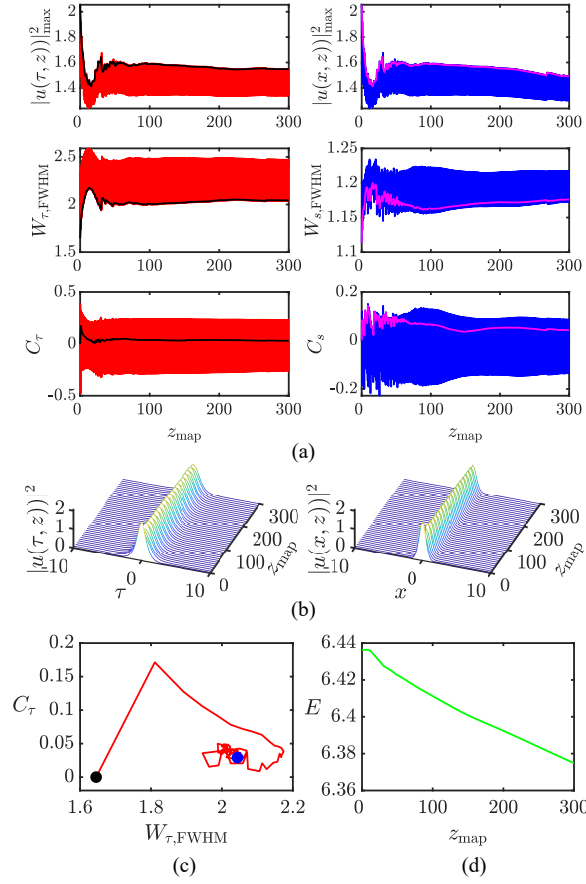 |u(τ, z))|²max
2
1.8
1.6
1.4
0 100 200 300
|u(x, z))|²max
2
1.8
1.6
1.4
0 100 200 300
Wτ,FWHM
2.5
2
1.5
0 100 200 300
Ws,FWHM
1.25
1.2
1.15
1.1
0 100 200 300
Cτ
0.5
0
-0.5
0 100 200 300
zmap
Cs
0.2
0
-0.2
0 100 200 300
zmap
(a)
|u(τ, z))|²
2
1
0
-10 0 10
τ
0 100 200 300
zmap
|u(x, z))|²
2
1
0
-10 0 10
x
0 100 200 300
zmap
(b)
Cτ
0.2
0.15
0.1
0.05
0
1.6 1.8 2 2.2
Wτ,FWHM
(c)
E
6.44
6.4
6.36
0 100 200 300
zmap
(d)